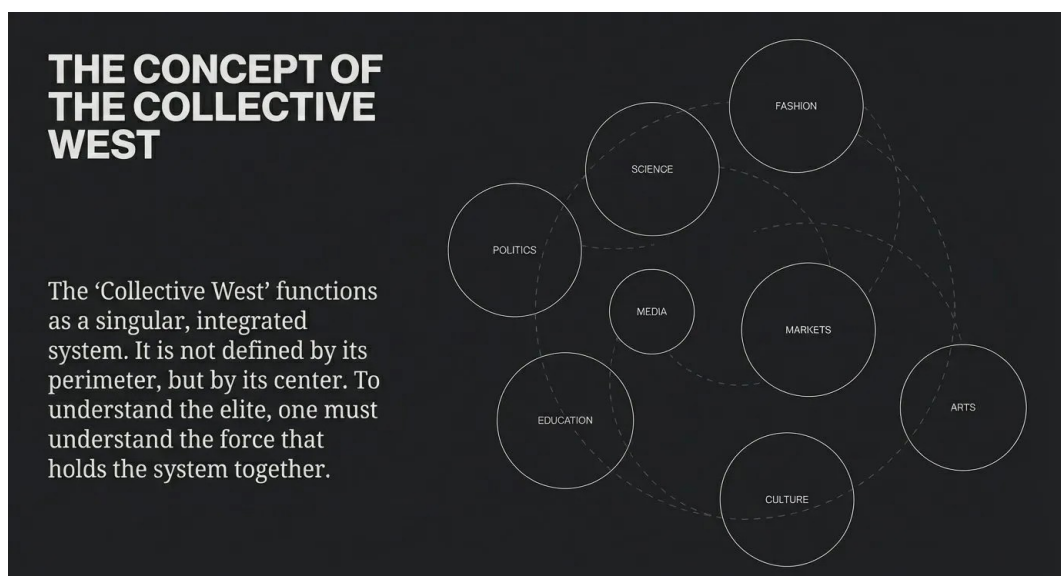 THE CONCEPT OF
THE COLLECTIVE
WEST
The ‘Collective West’ functions
as a singular, integrated
system. It is not defined by its
perimeter, but by its center. To
understand the elite, one must
understand the force that
holds the system together.
FASHION
SCIENCE
POLITICS
MEDIA
MARKETS
EDUCATION
ARTS
CULTURE